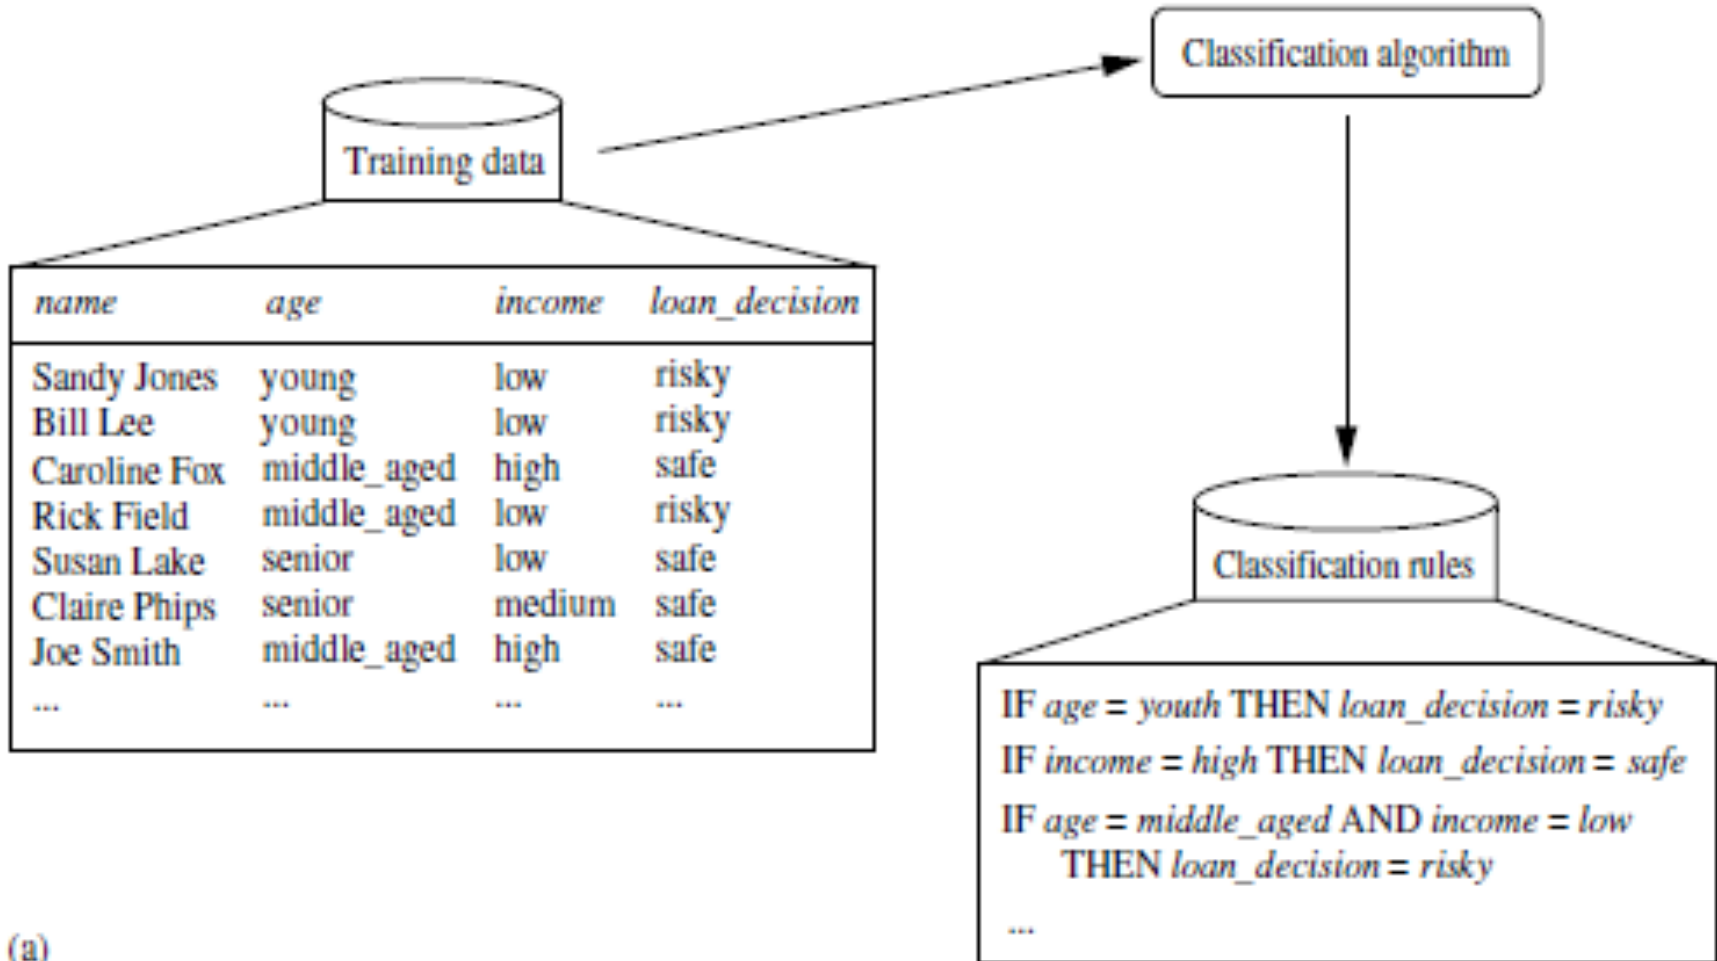 Classification algorithm
Training data
name age income loan_decision
Sandy Jones young low risky
Bill Lee young low risky
Caroline Fox middle_aged high safe
Rick Field middle_aged low risky
Susan Lake senior low safe
Claire Phips senior medium safe
Joe Smith middle_aged high safe
... ... ... ...
Classification rules
IF age = youth THEN loan_decision = risky
IF income = high THEN loan_decision = safe
IF age = middle_aged AND income = low
THEN loan_decision = risky
...
(a)